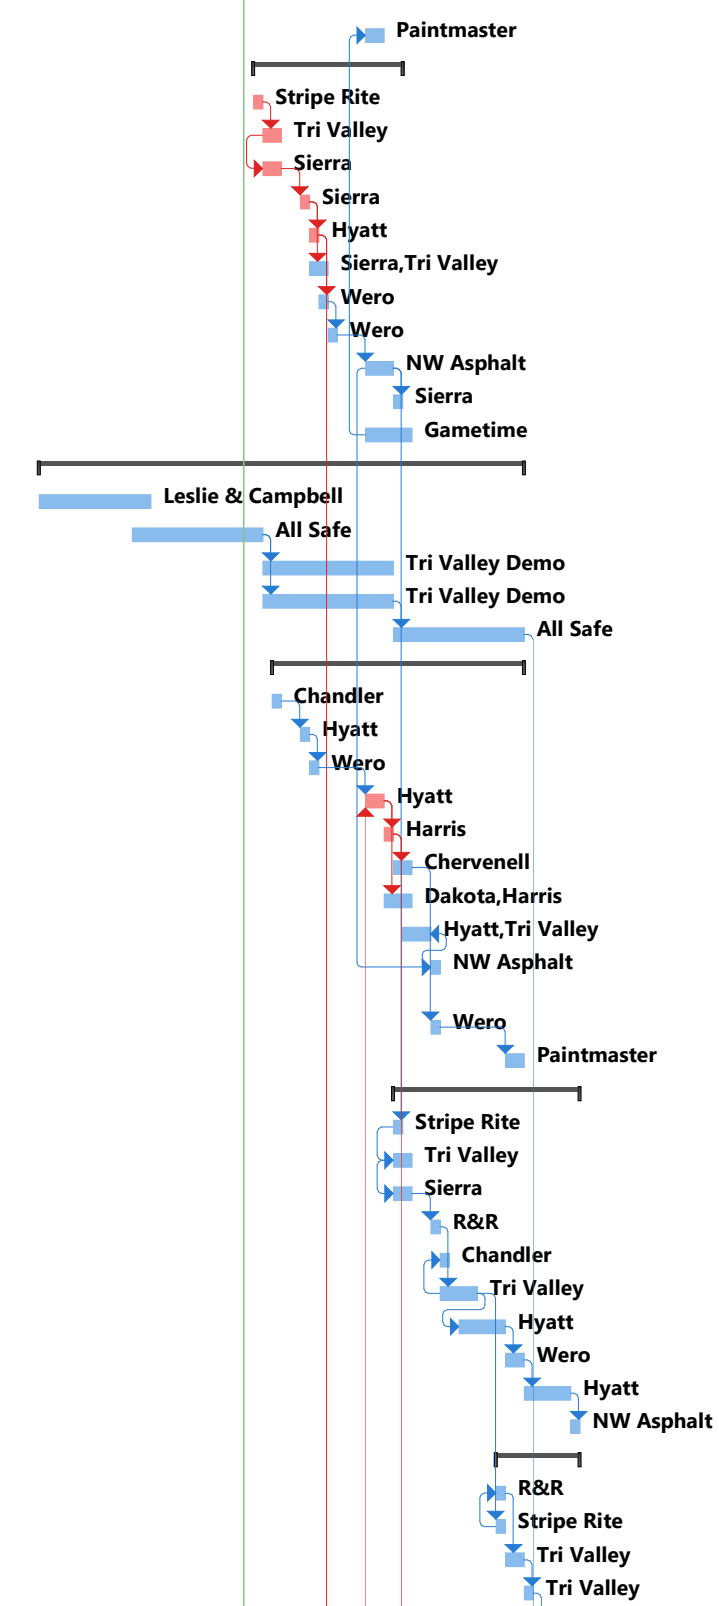 Paintmaster
Stripe Rite
Tri Valley
Sierra
Sierra
Hyatt
Sierra,Tri Valley
Wero
Wero
NW Asphalt
Sierra
Gametime
Leslie & Campbell
All Safe
Tri Valley Demo
Tri Valley Demo
All Safe
Chandler
Hyatt
Wero
Hyatt
Harris
Chervenell
Dakota,Harris
Hyatt,Tri Valley
NW Asphalt
Wero
Paintmaster
Stripe Rite
Tri Valley
Sierra
R&R
Chandler
Tri Valley
Hyatt
Wero
Hyatt
NW Asphalt
R&R
Stripe Rite
Tri Valley
Tri Valley